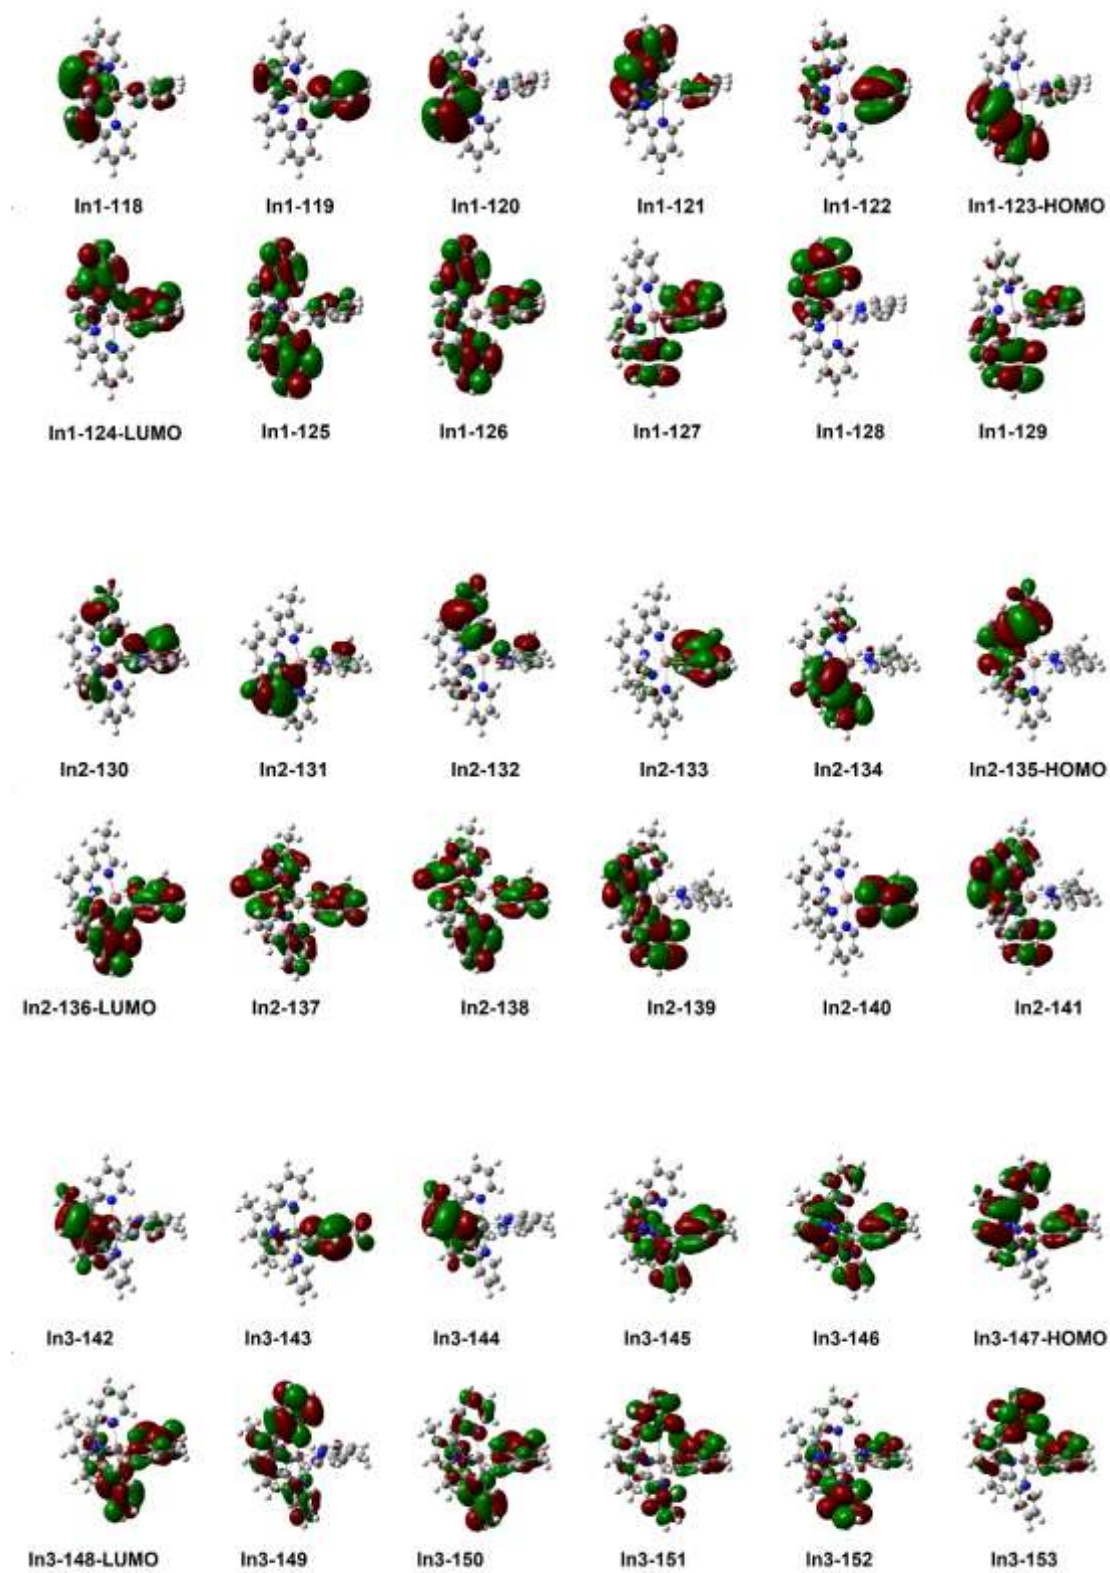 In1-118 In1-119 In1-120 In1-121 In1-122 In1-123-HOMO
In1-124-LUMO In1-125 In1-126 In1-127 In1-128 In1-129
In2-130 In2-131 In2-132 In2-133 In2-134 In2-135-HOMO
In2-136-LUMO In2-137 In2-138 In2-139 In2-140 In2-141
In3-142 In3-143 In3-144 In3-145 In3-146 In3-147-HOMO
In3-148-LUMO In3-149 In3-150 In3-151 In3-152 In3-153